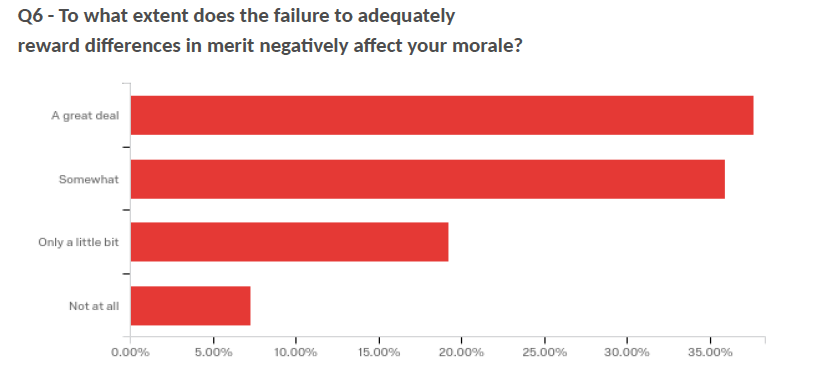 Q6 - To what extent does the failure to adequately
reward differences in merit negatively affect your morale?
A great deal
Somewhat
Only a little bit
Not at all
0.00% 5.00% 10.00% 15.00% 20.00% 25.00% 30.00% 35.00%